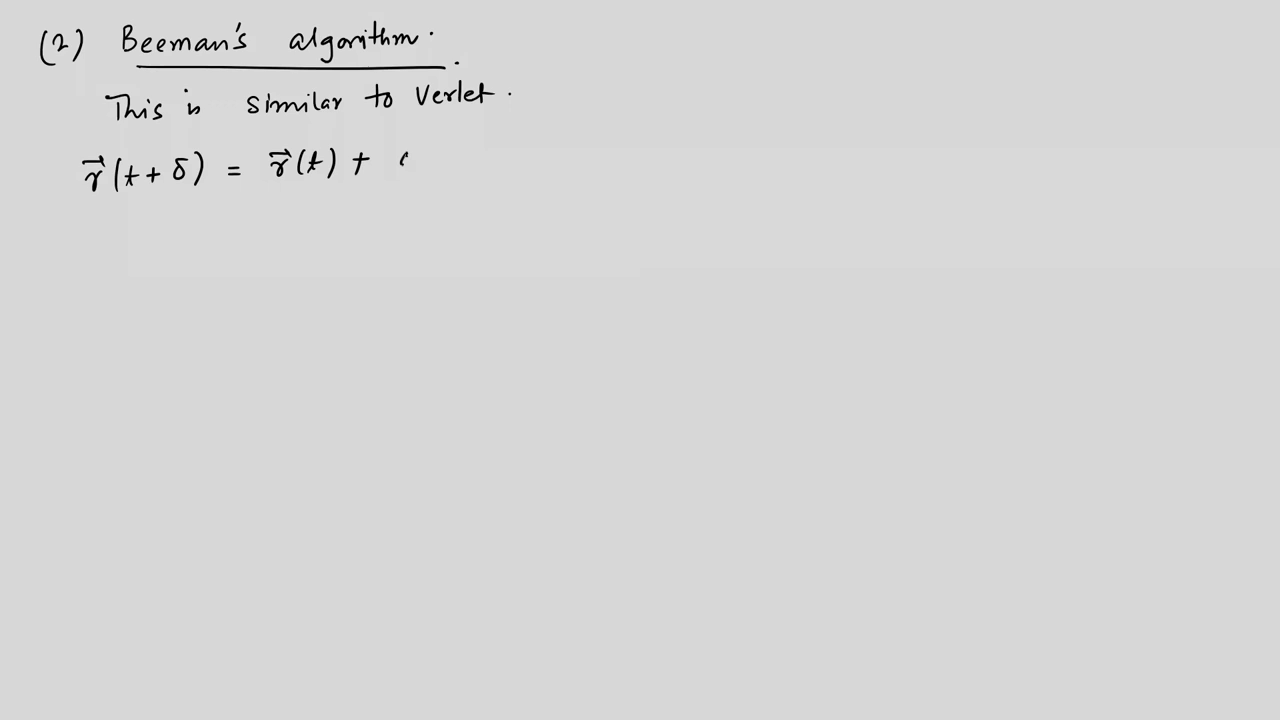 (2) Beeman's algorithm.
This is similar to Verlet.
r⃗(t + δ) = r⃗(t) + (